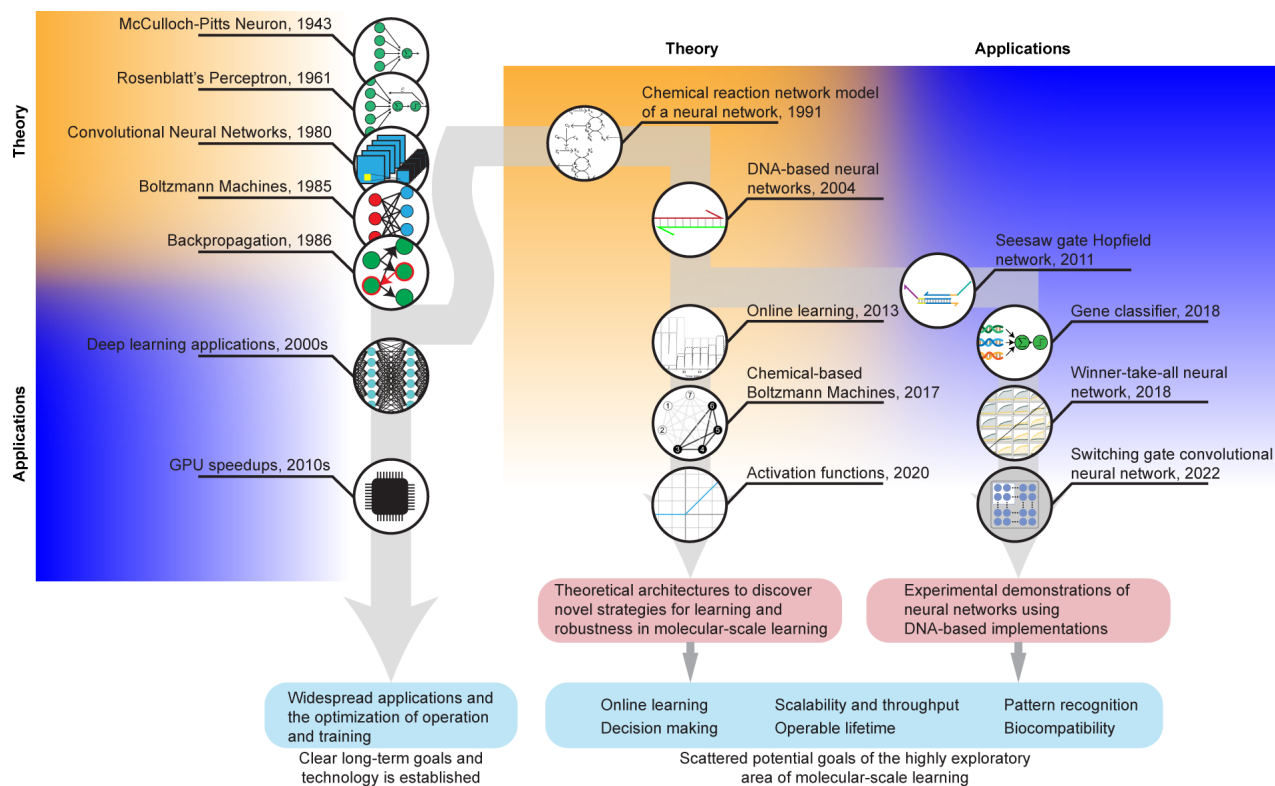 McCulloch-Pitts Neuron, 1943
Rosenblatt's Perceptron, 1961
Convolutional Neural Networks, 1980
Boltzmann Machines, 1985
Backpropagation, 1986
Deep learning applications, 2000s
GPU speedups, 2010s
Theory
Applications
Widespread applications and
the optimization of operation
and training
Clear long-term goals and
technology is established
Theory
Applications
Chemical reaction network model
of a neural network, 1991
DNA-based neural
networks, 2004
Seesaw gate Hopfield
network, 2011
Online learning, 2013
Gene classifier, 2018
Chemical-based
Boltzmann Machines, 2017
7
1
6
2
5
3
4
Winner-take-all neural
network, 2018
Activation functions, 2020
Switching gate convolutional
neural network, 2022
Theoretical architectures to discover
novel strategies for learning and
robustness in molecular-scale learning
Experimental demonstrations of
neural networks using
DNA-based implementations
Online learning
Scalability and throughput
Pattern recognition
Decision making
Operable lifetime
Biocompatibility
Scattered potential goals of the highly exploratory
area of molecular-scale learning